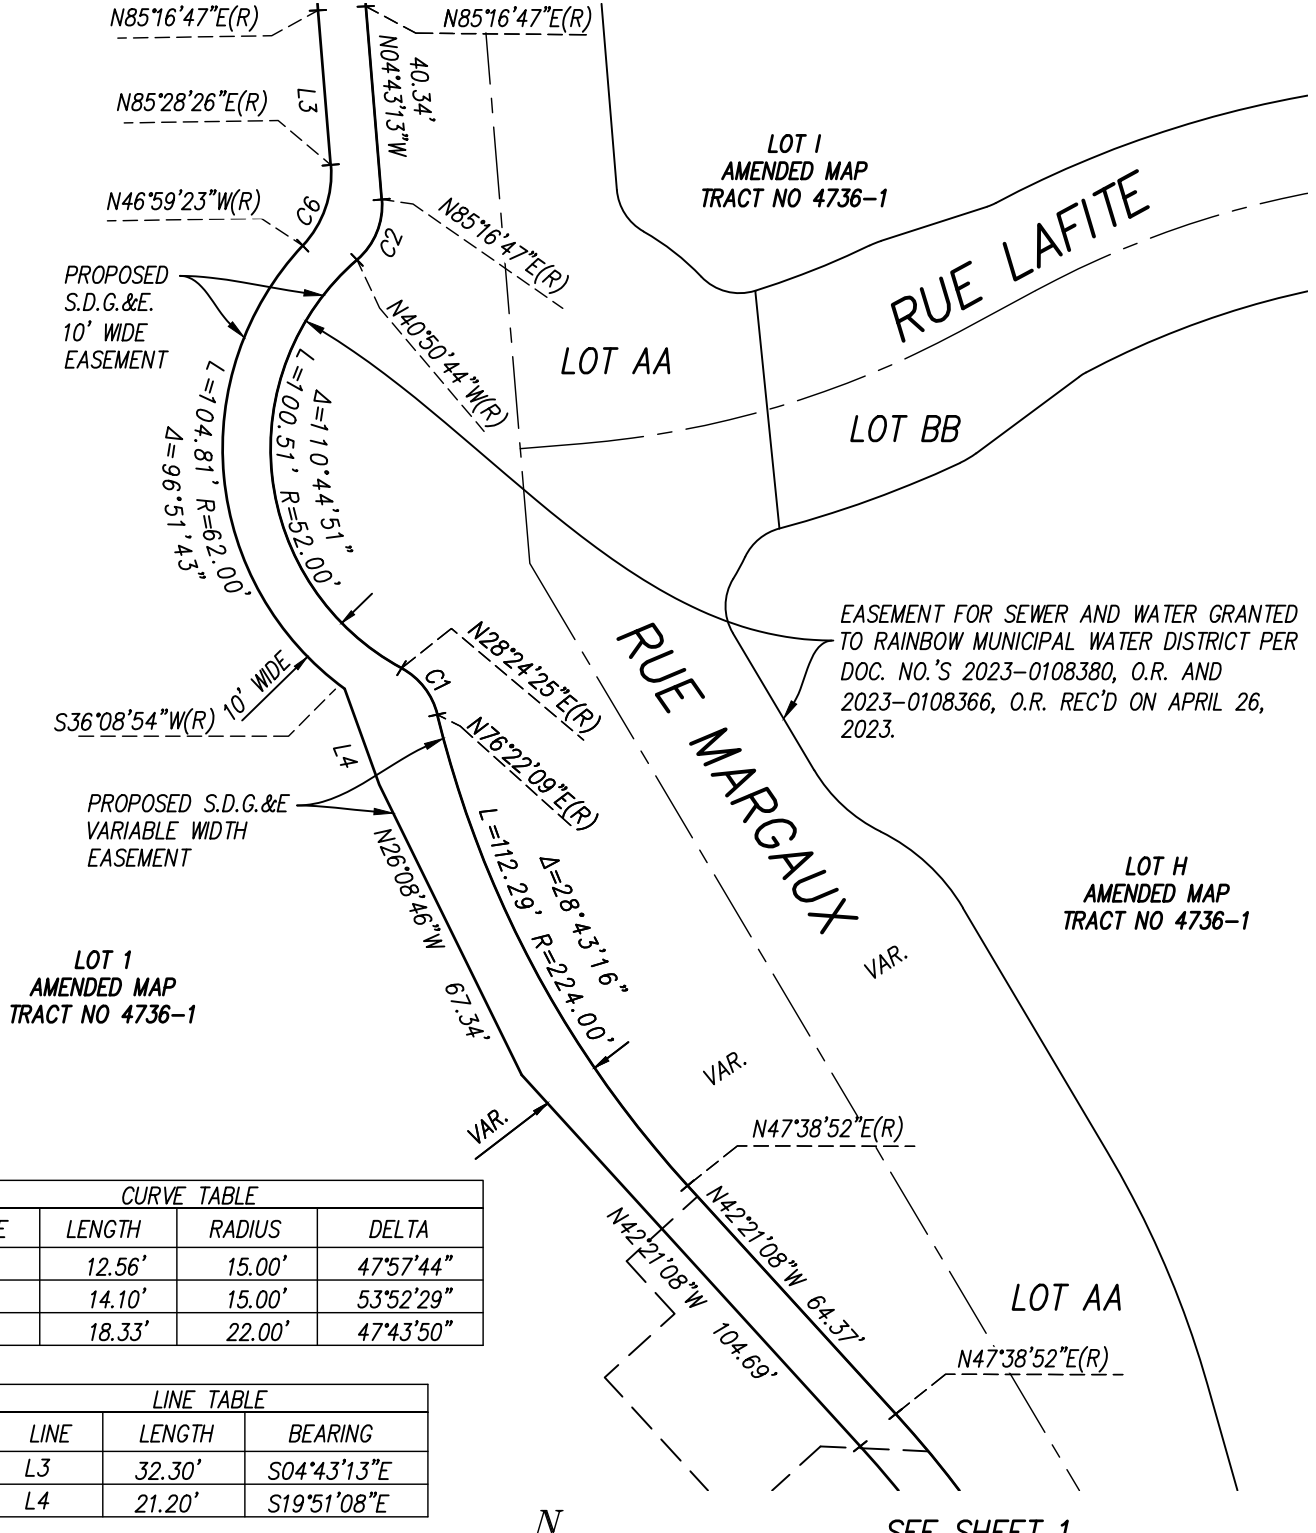 N85°16'47"E(R)
N85°16'47"E(R)
L3
N04°43'13"W
40.34'
N85°28'26"E(R)
LOT I
AMENDED MAP
TRACT NO 4736-1
N46°59'23"W(R)
C6
C2
N85°16'47"E(R)
RUE LAFITE
PROPOSED
S.D.G.&E.
10' WIDE
EASEMENT
N40°50'44"W(R)
LOT AA
LOT BB
L=104.81' R=62.00'
Δ=96°51'43"
Δ=110°44'51"
L=100.51' R=52.00'
EASEMENT FOR SEWER AND WATER GRANTED
TO RAINBOW MUNICIPAL WATER DISTRICT PER
DOC. NO.'S 2023-0108380, O.R. AND
2023-0108366, O.R. REC'D ON APRIL 26,
2023.
RUE MARGAUX
N28°24'25"E(R)
C1
10' WIDE
S36°08'54"W(R)
N76°22'09"E(R)
L4
PROPOSED S.D.G.&E
VARIABLE WIDTH
EASEMENT
N26°08'46"W
67.34'
L=112.29' R=224.00'
Δ=28°43'16"
LOT H
AMENDED MAP
TRACT NO 4736-1
LOT 1
AMENDED MAP
TRACT NO 4736-1
VAR.
VAR.
VAR.
N47°38'52"E(R)
N42°21'08"W 64.37'
N42°21'08"W 104.69'
LOT AA
N47°38'52"E(R)
CURVE TABLE
E LENGTH RADIUS DELTA
12.56' 15.00' 47°57'44"
14.10' 15.00' 53°52'29"
18.33' 22.00' 47°43'50"
LINE TABLE
LINE LENGTH BEARING
L3 32.30' S04°43'13"E
L4 21.20' S19°51'08"E
N
SEE SHEET 1